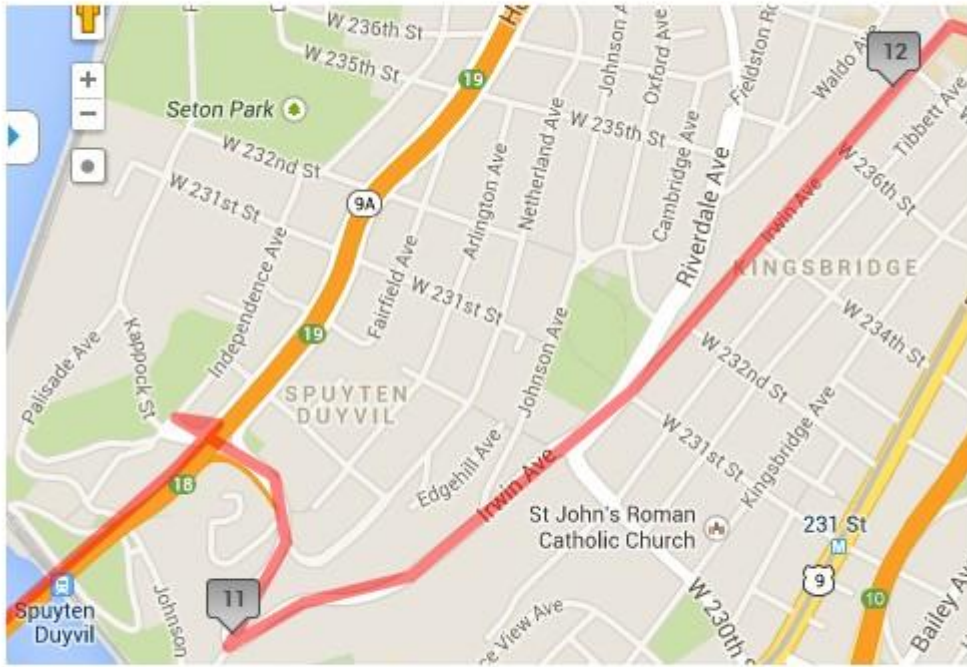 W 236th St
W 235th St
19
Johnson A
Oxford Ave
Fieldston Ro
Waldo Ave
12
Tibbett Ave
Seton Park
W 232nd St
W 235th St
W 236th St
W 231st St
9A
Arlington Ave
Netherland Ave
Cambridge Ave
Riverdale Ave
Irwin Ave
KINGSBRIDGE
Independence Ave
Fairfield Ave
W 231st St
W 234th St
19
Kappock St
Palisade Ave
Johnson Ave
W 232nd St
SPUYTEN
DUYVIL
Kingsbridge Ave
W 231st St
Edgehill Ave
18
Irwin Ave
St John's Roman
Catholic Church
231 St
M
9
10
Spuyten
Duyvil
Johnson
11
ce View Ave
W 230th S
Bailey Av